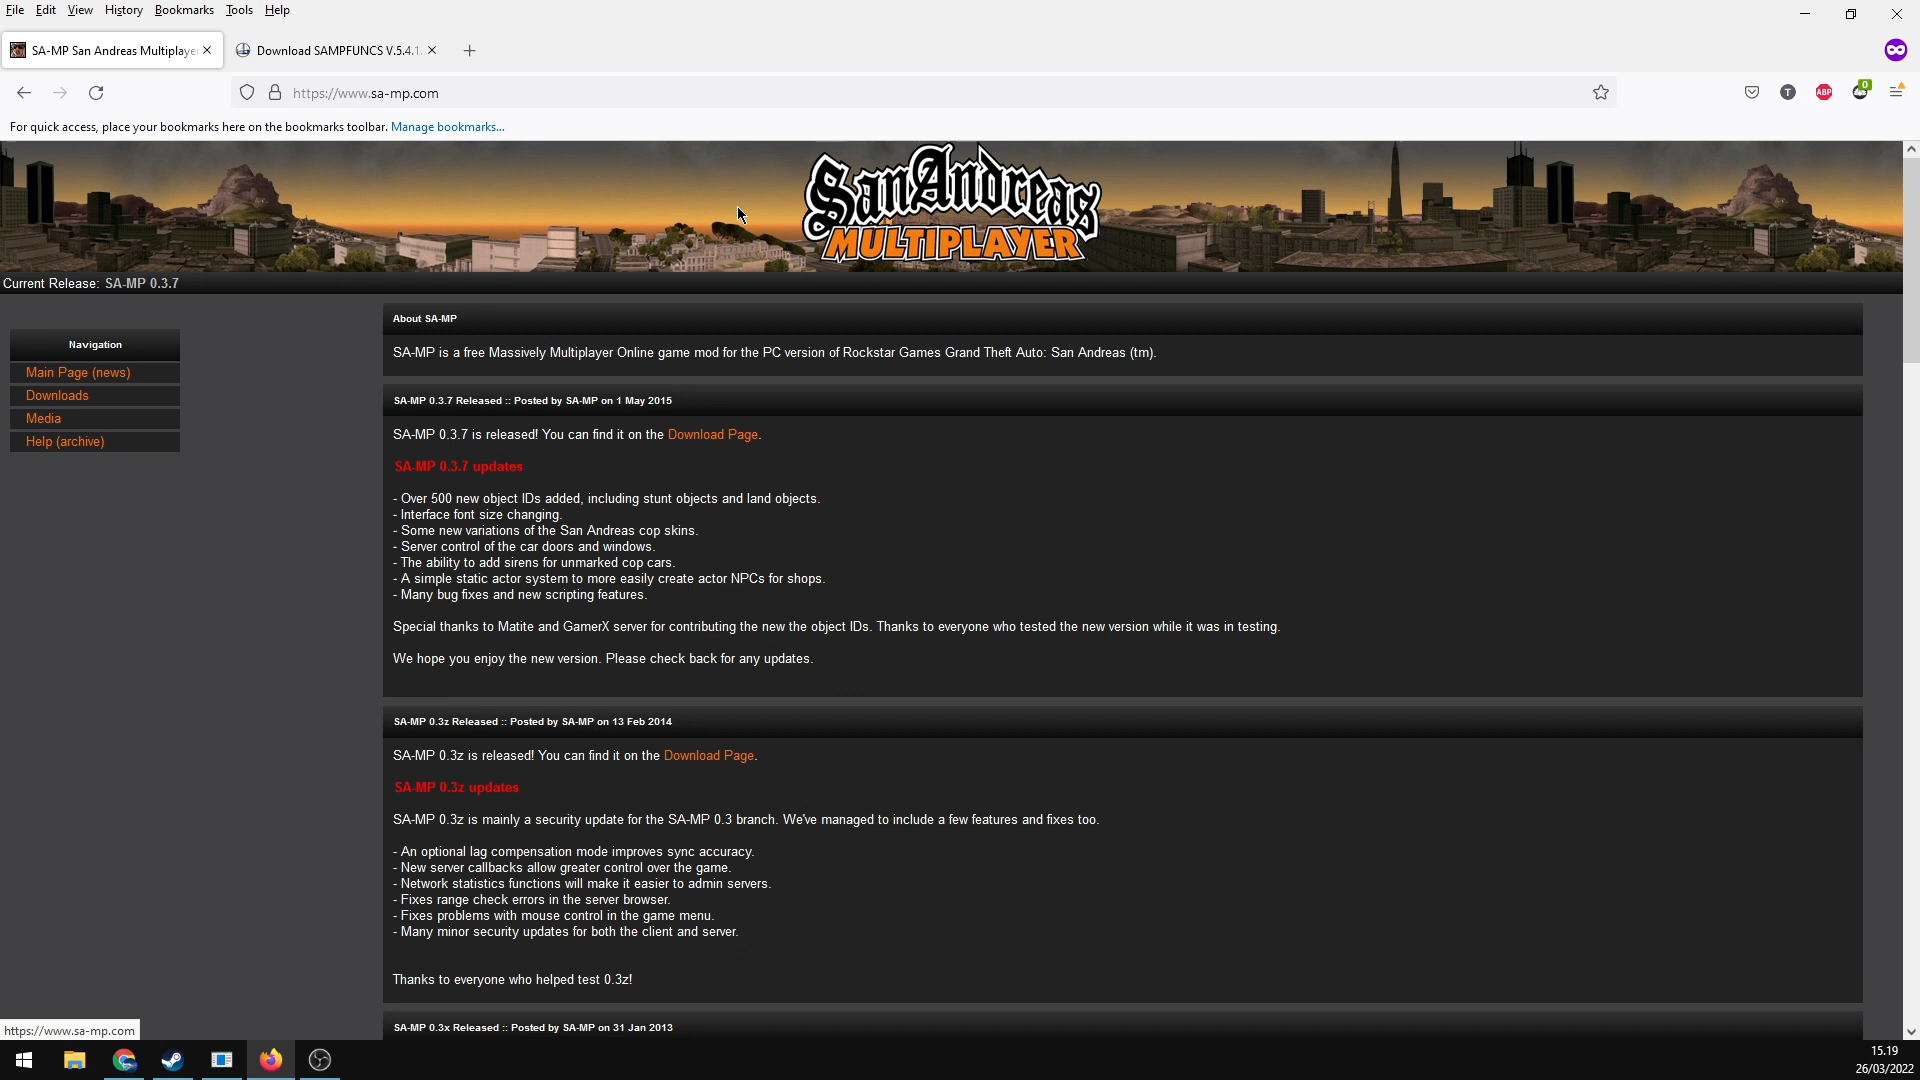 File Edit View History Bookmarks Tools Help
SA-MP San Andreas Multiplayer
Download SAMPFUNCS V.5.4.1.
https://www.sa-mp.com
T
ABP
0
For quick access, place your bookmarks here on the bookmarks toolbar. Manage bookmarks...
San Andreas
MULTIPLAYER
Current Release: SA-MP 0.3.7
Navigation
Main Page (news)
Downloads
Media
Help (archive)
About SA-MP
SA-MP is a free Massively Multiplayer Online game mod for the PC version of Rockstar Games Grand Theft Auto: San Andreas (tm).
SA-MP 0.3.7 Released :: Posted by SA-MP on 1 May 2015
SA-MP 0.3.7 is released! You can find it on the Download Page.
SA-MP 0.3.7 updates
- Over 500 new object IDs added, including stunt objects and land objects.
- Interface font size changing.
- Some new variations of the San Andreas cop skins.
- Server control of the car doors and windows.
- The ability to add sirens for unmarked cop cars.
- A simple static actor system to more easily create actor NPCs for shops.
- Many bug fixes and new scripting features.
Special thanks to Matite and GamerX server for contributing the new the object IDs. Thanks to everyone who tested the new version while it was in testing.
We hope you enjoy the new version. Please check back for any updates.
SA-MP 0.3z Released :: Posted by SA-MP on 13 Feb 2014
SA-MP 0.3z is released! You can find it on the Download Page.
SA-MP 0.3z updates
SA-MP 0.3z is mainly a security update for the SA-MP 0.3 branch. We've managed to include a few features and fixes too.
- An optional lag compensation mode improves sync accuracy.
- New server callbacks allow greater control over the game.
- Network statistics functions will make it easier to admin servers.
- Fixes range check errors in the server browser.
- Fixes problems with mouse control in the game menu.
- Many minor security updates for both the client and server.
Thanks to everyone who helped test 0.3z!
SA-MP 0.3x Released :: Posted by SA-MP on 31 Jan 2013
https://www.sa-mp.com
15.19
26/03/2022